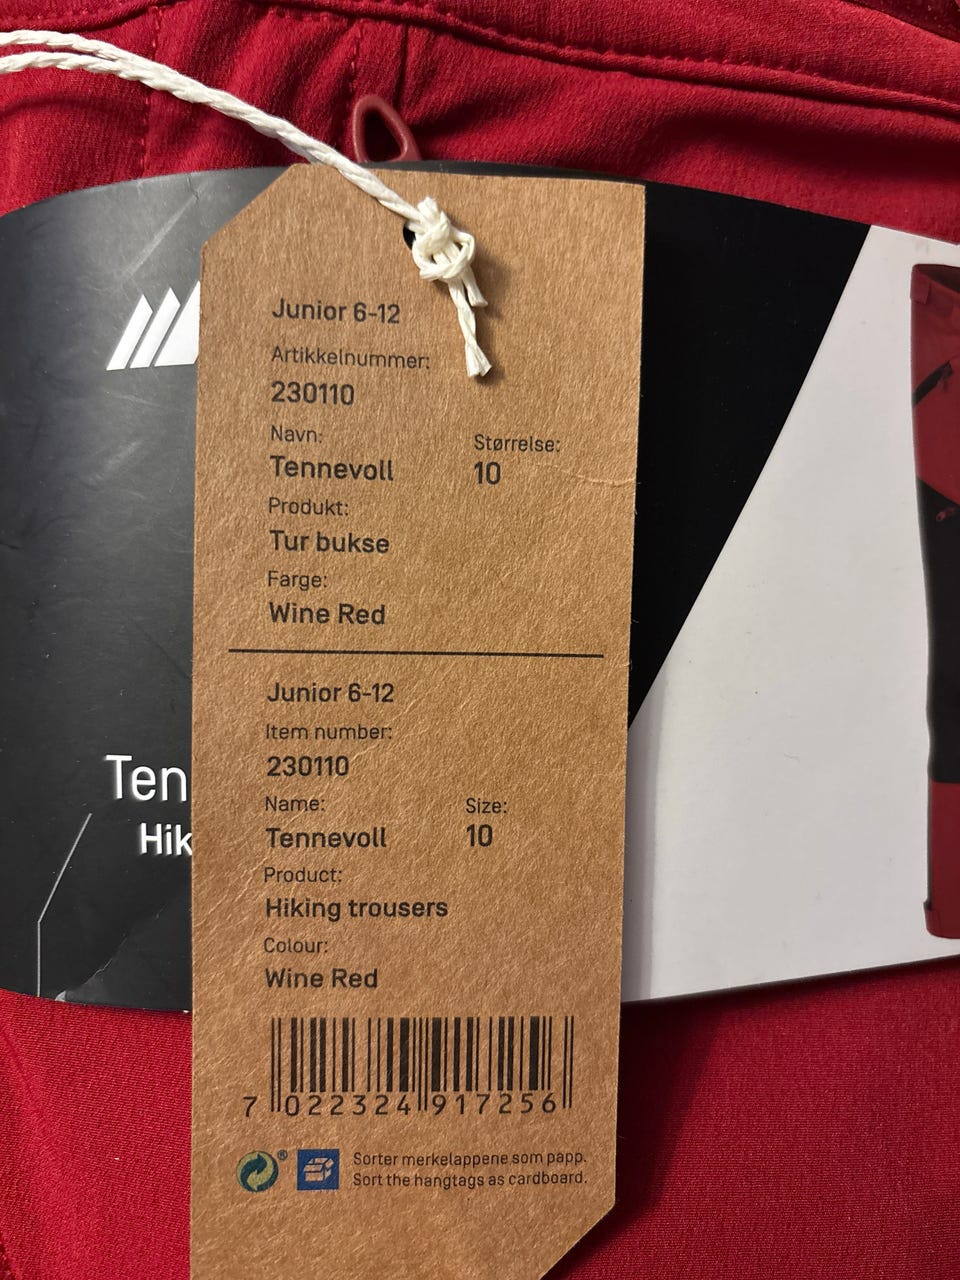 Junior 6-12
Artikkelnummer:
230110
Navn:
Tennevoll
Størrelse:
10
Produkt:
Tur bukse
Farge:
Wine Red
Junior 6-12
Item number:
230110
Name:
Tennevoll
Size:
10
Product:
Hiking trousers
Colour:
Wine Red
7 022324 917256
Sorter merkelappene som papp.
Sort the hangtags as cardboard.
Ten
Hik